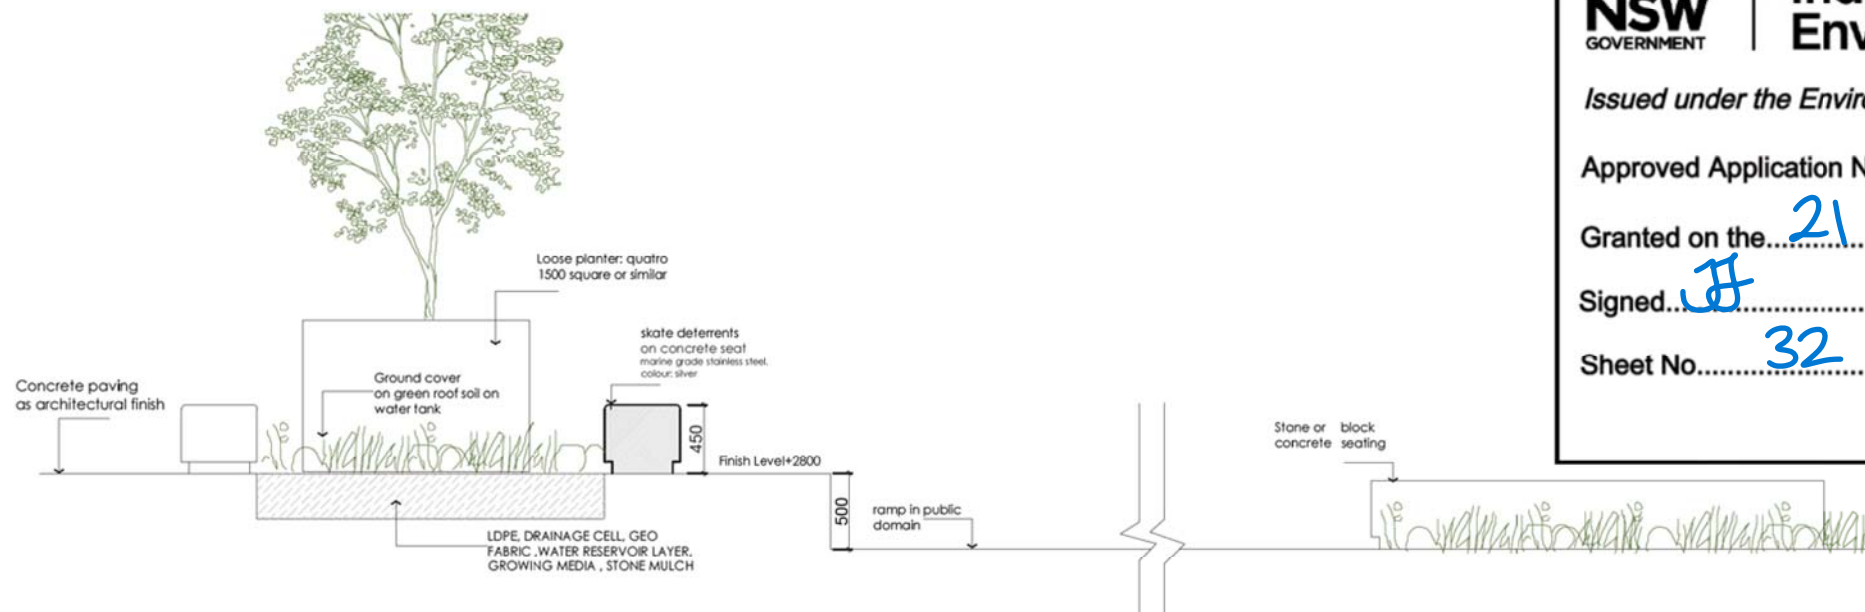 NSW
GOVERNMENT
Issued under the
Approved Application
Granted on the 21
Signed
Sheet No 32
Loose planter: quatro
1500 square or similar
skate deterrents
on concrete seat
marine grade stainless steel.
colour: silver
Concrete paving
as architectural finish
Ground cover
on green roof soil on
water tank
450
Finish Level+2800
500
ramp in public
domain
Stone or block
concrete seating
LDPE, DRAINAGE CELL, GEO
FABRIC .WATER RESERVOIR LAYER.
GROWING MEDIA , STONE MULCH